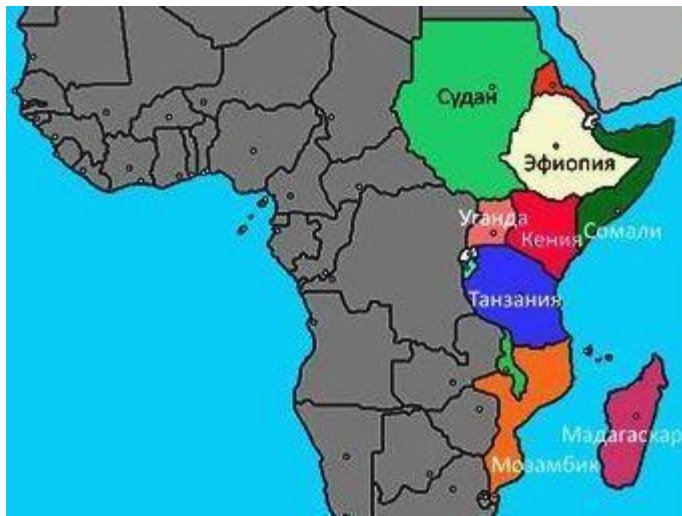 Судан
Эфиопия
Уганда
Кения
Сомали
Танзания
Мадагаскар
Мозамбик